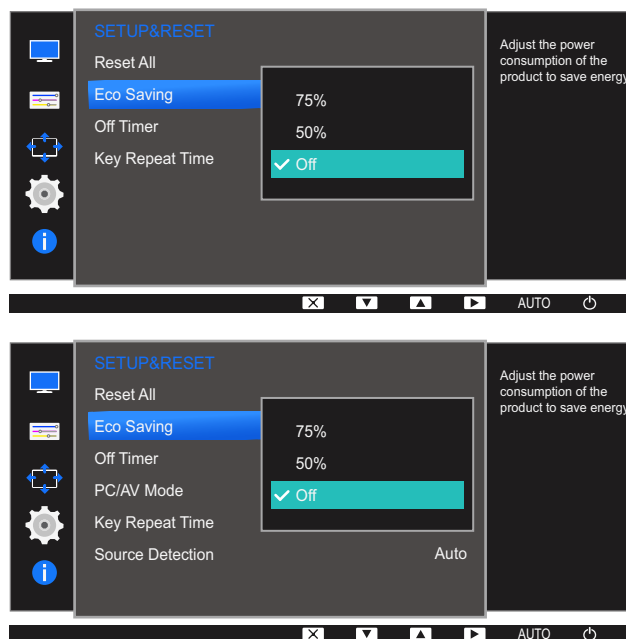 SETUP&RESET
Reset All
Eco Saving
Off Timer
Key Repeat Time
75%
50%
Off
Adjust the power
consumption of the
product to save energy
AUTO
SETUP&RESET
Reset All
Eco Saving
Off Timer
PC/AV Mode
Key Repeat Time
Source Detection
Auto
75%
50%
Off
Adjust the power
consumption of the
product to save energy
AUTO